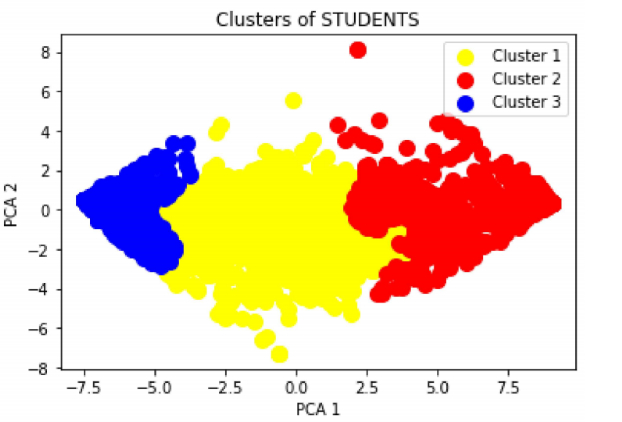 Clusters of STUDENTS
Cluster 1
Cluster 2
Cluster 3
8
6
4
2
0
−2
−4
−6
−8
PCA 2
−7.5 −5.0 −2.5 0.0 2.5 5.0 7.5
PCA 1